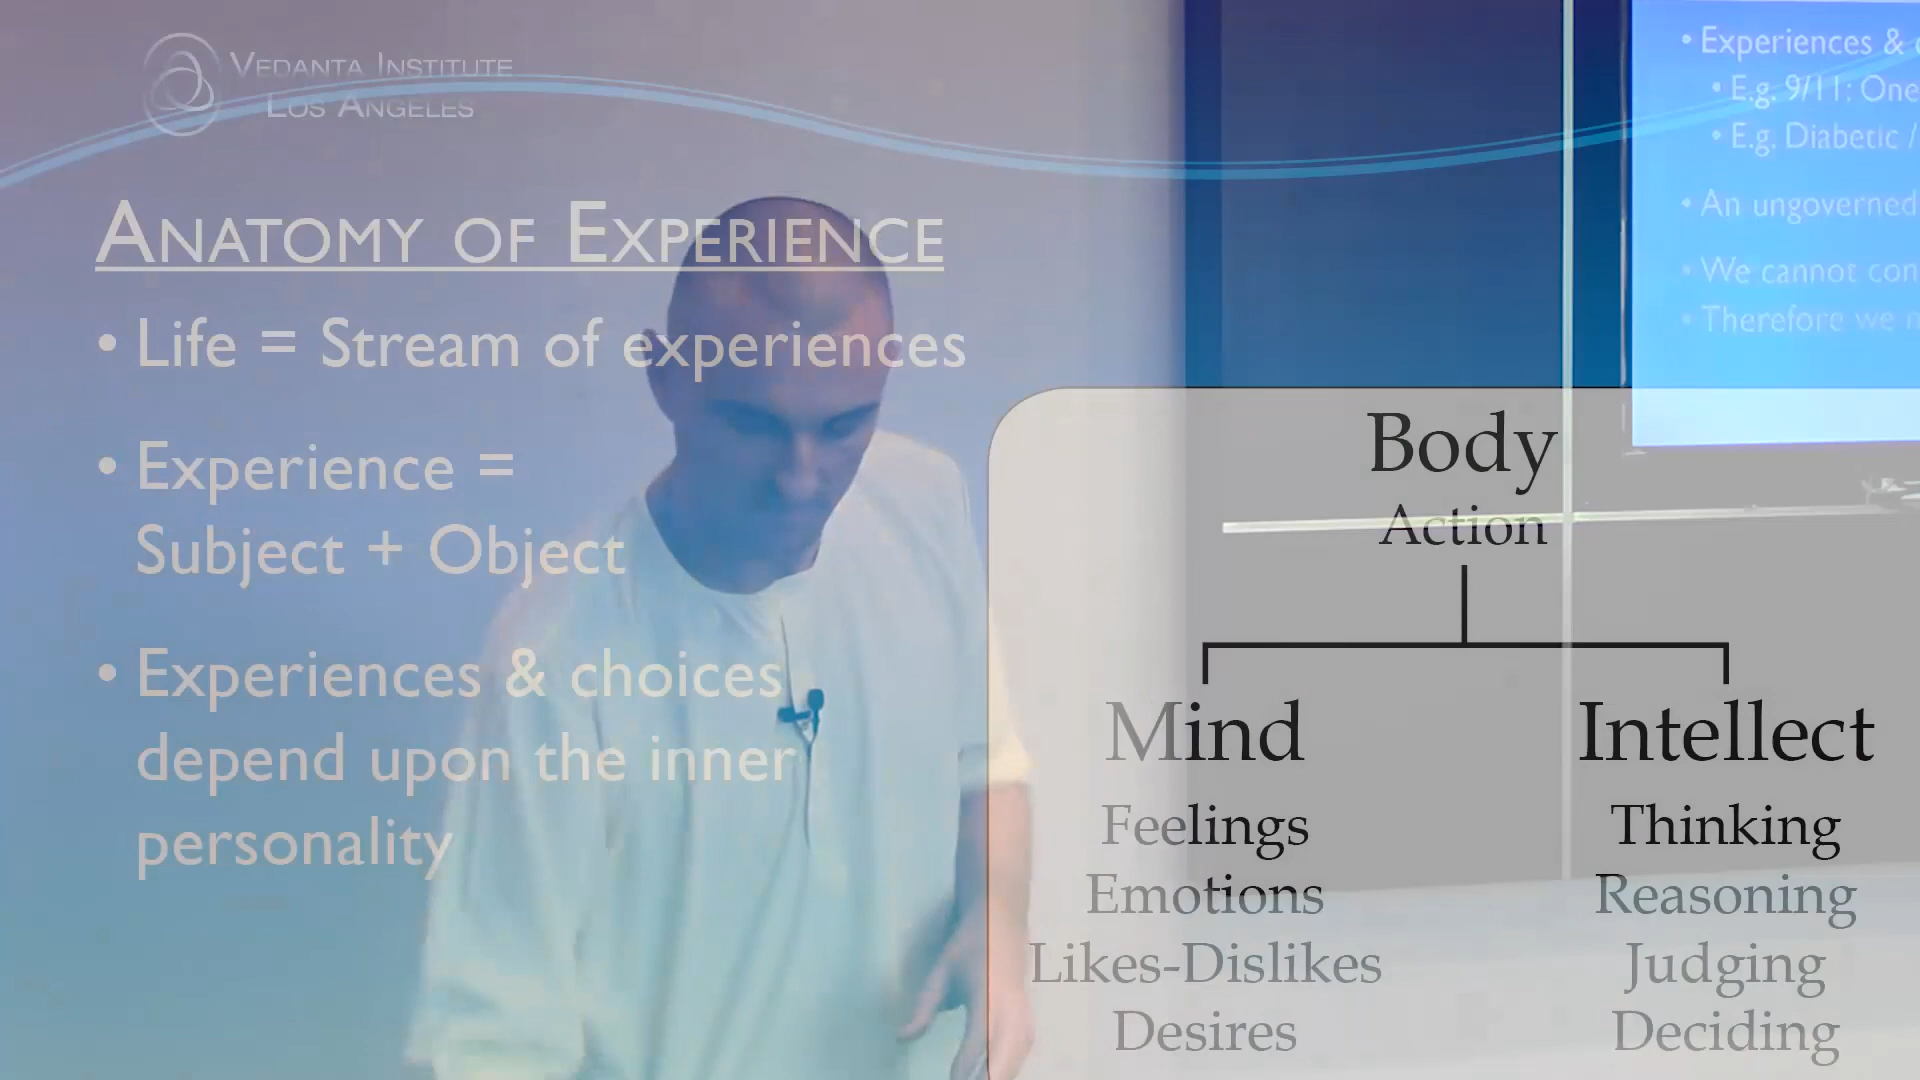 VEDANTA INSTITUTE
LOS ANGELES
ANATOMY OF EXPERIENCE
• Life = Stream of experiences
• Experience =
Subject + Object
• Experiences & choices
depend upon the inner
personality
Body
Action
Mind
Feelings
Emotions
Likes-Dislikes
Desires
Intellect
Thinking
Reasoning
Judging
Deciding
• Experiences &
• E.g. 9/11: One
• E.g. Diabetic /
• An ungoverned
• We cannot con
• Therefore we